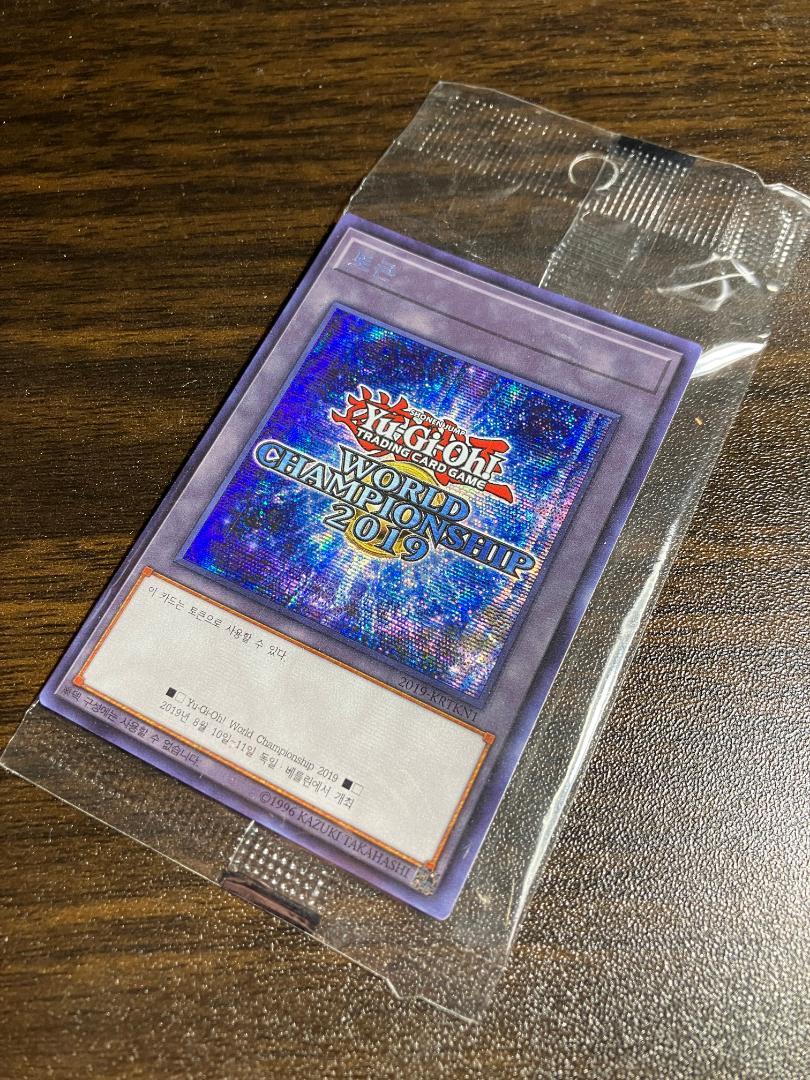 토큰
SHONEN JUMP
Yu-Gi-Oh!
TRADING CARD GAME
WORLD
CHAMPIONSHIP
2019
2019-KRTKN1
이 카드는 토큰으로 사용할 수 있다.
■□ Yu-Gi-Oh! World Championship 2019 ■□
2019년 8월 10일-11일 독일·베를린에서 개최
※덱 구성에는 사용할 수 없습니다.
©1996 KAZUKI TAKAHASHI